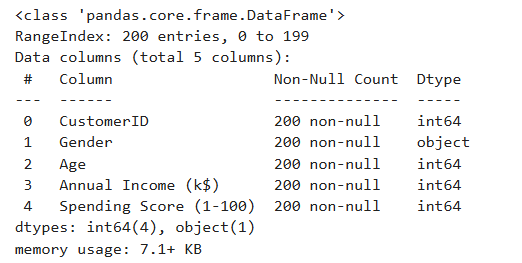 <class 'pandas.core.frame.DataFrame'>
RangeIndex: 200 entries, 0 to 199
Data columns (total 5 columns):
 #   Column                  Non-Null Count  Dtype
---  ------                  --------------  -----
 0   CustomerID              200 non-null    int64
 1   Gender                  200 non-null    object
 2   Age                     200 non-null    int64
 3   Annual Income (k$)      200 non-null    int64
 4   Spending Score (1-100)  200 non-null    int64
dtypes: int64(4), object(1)
memory usage: 7.1+ KB